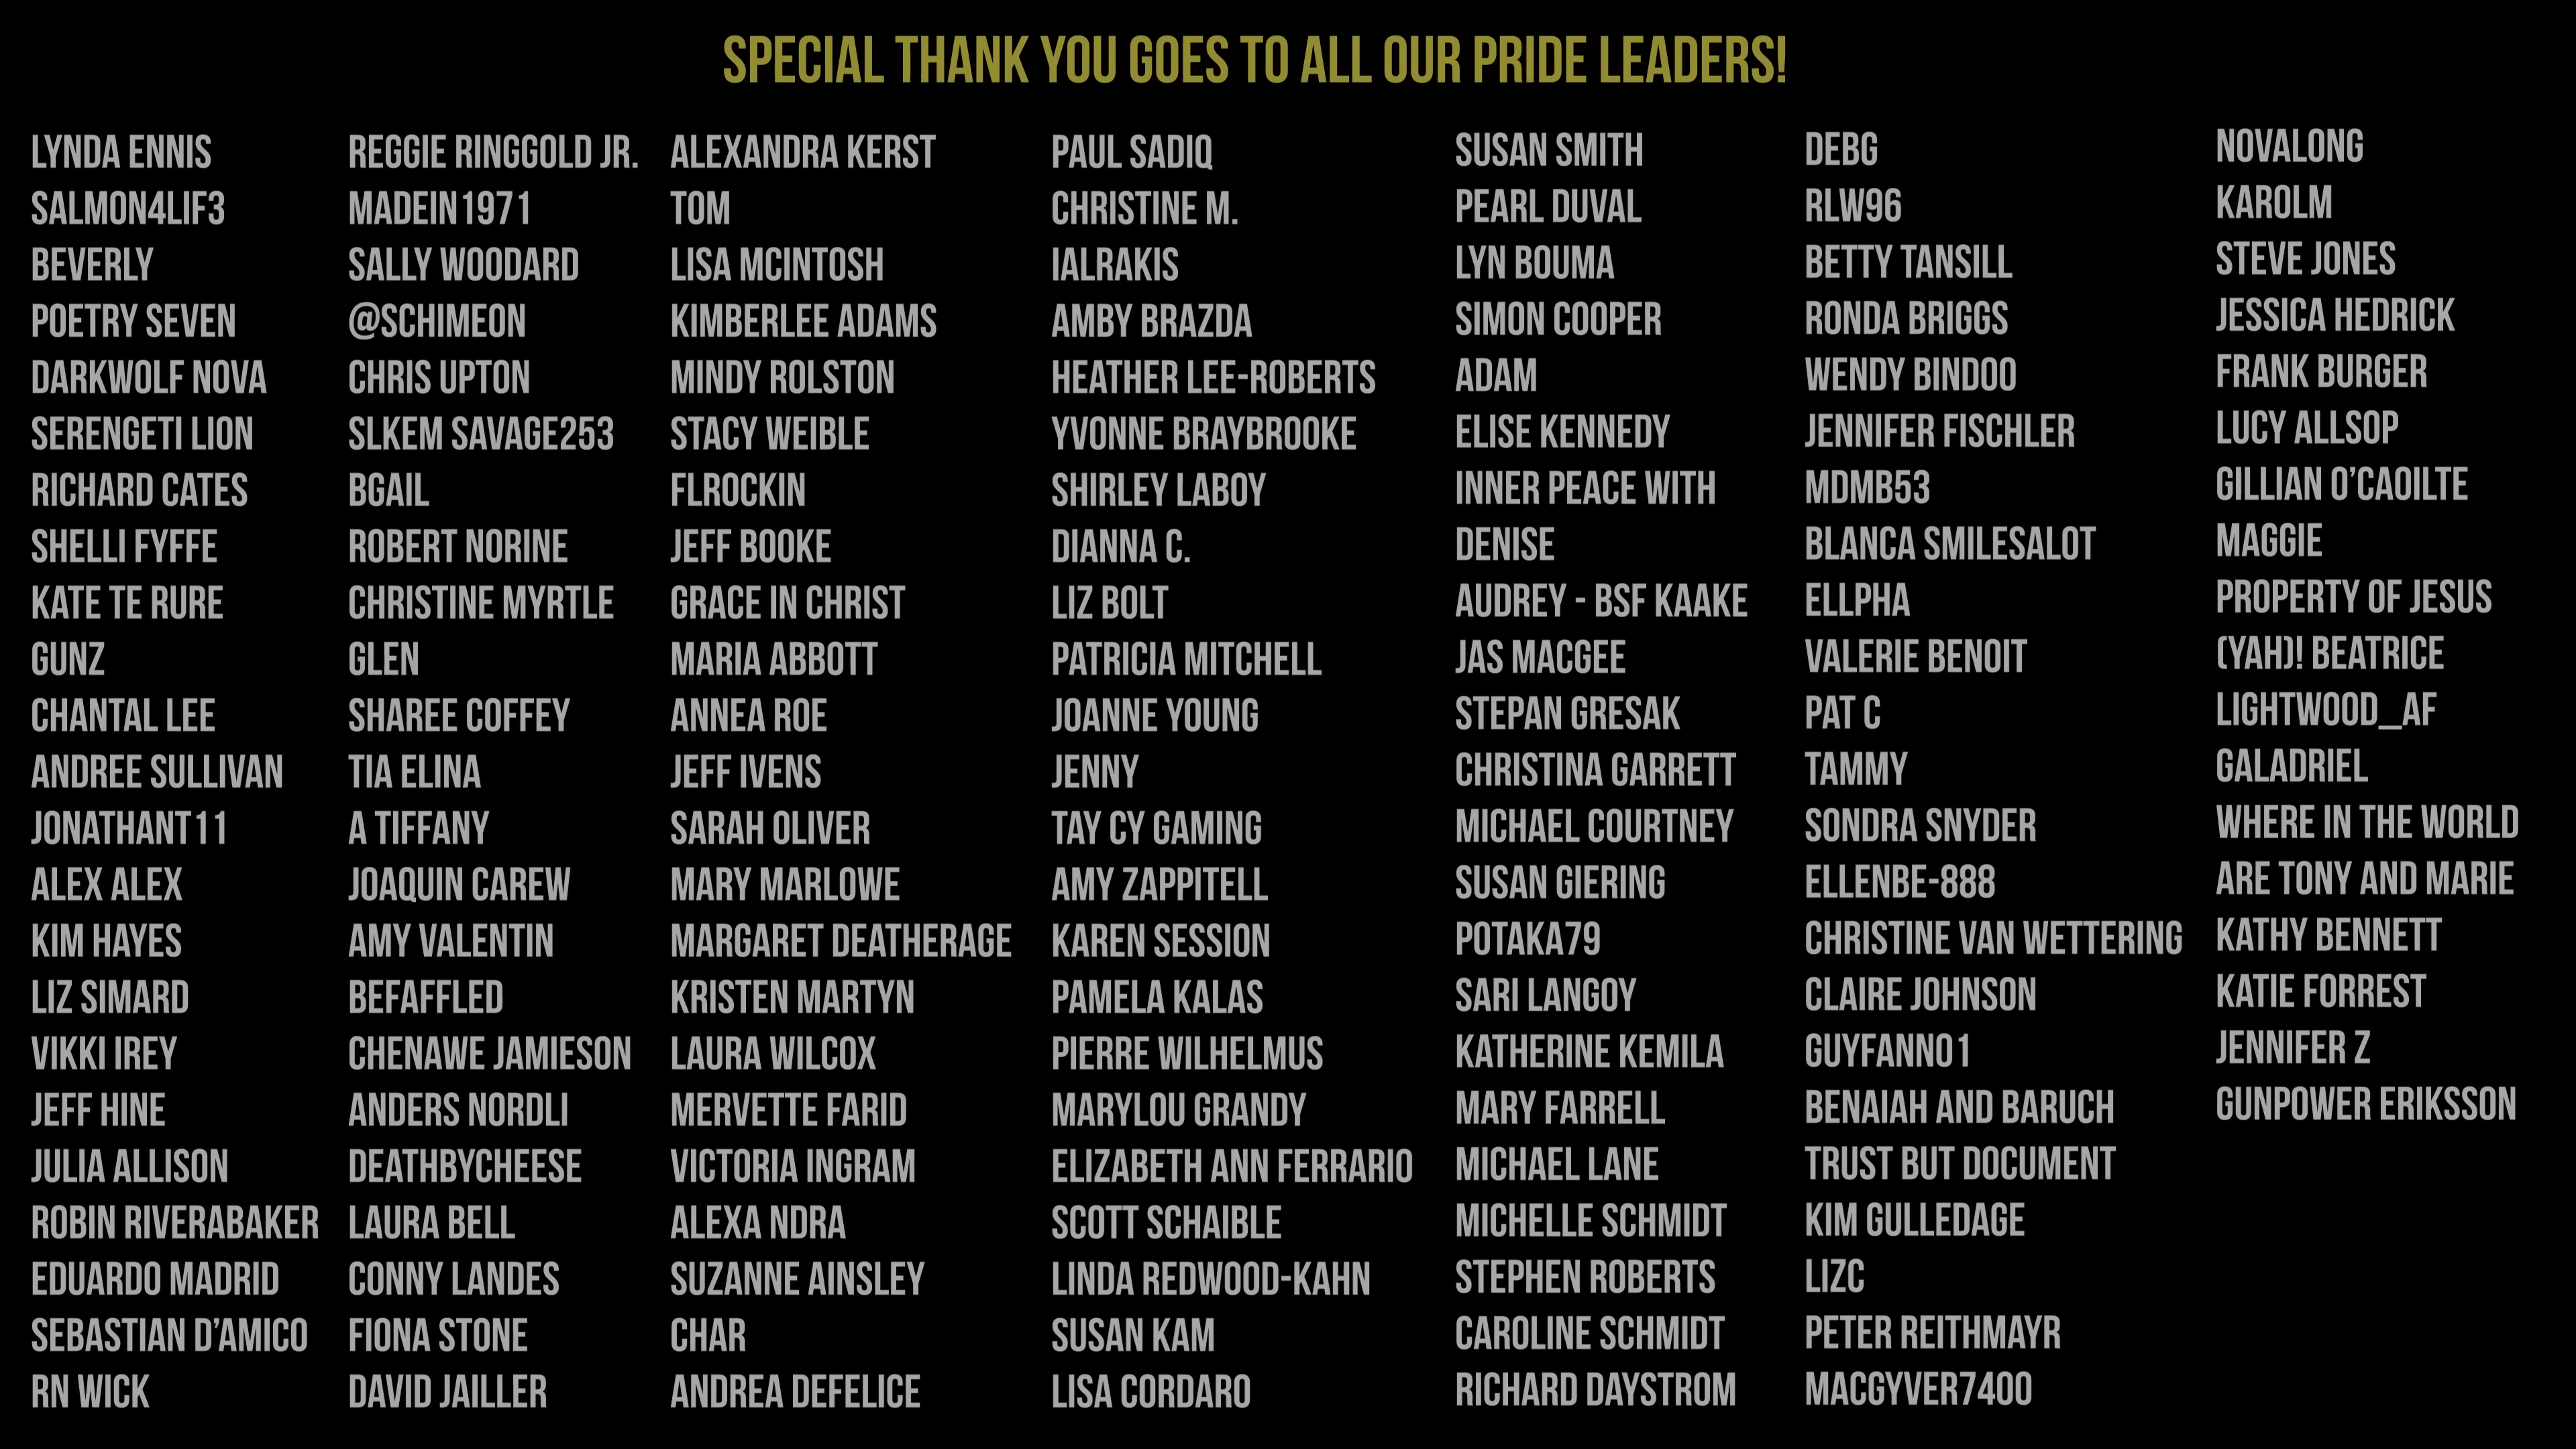 SPECIAL THANK YOU GOES TO ALL OUR PRIDE LEADERS!
LYNDA ENNIS
SALMON4LIF3
BEVERLY
POETRY SEVEN
DARKWOLF NOVA
SERENGETI LION
RICHARD CATES
SHELLI FYFFE
KATE TE RURE
GUNZ
CHANTAL LEE
ANDREE SULLIVAN
JONATHANT11
ALEX ALEX
KIM HAYES
LIZ SIMARD
VIKKI IREY
JEFF HINE
JULIA ALLISON
ROBIN RIVERABAKER
EDUARDO MADRID
SEBASTIAN D'AMICO
RN WICK
REGGIE RINGGOLD JR.
MADEIN1971
SALLY WOODARD
@SCHIMEON
CHRIS UPTON
SLKEM SAVAGE253
BGAIL
ROBERT NORINE
CHRISTINE MYRTLE
GLEN
SHAREE COFFEY
TIA ELINA
A TIFFANY
JOAQUIN CAREW
AMY VALENTIN
BEFAFFLED
CHENAWE JAMIESON
ANDERS NORDLI
DEATHBYCHEESE
LAURA BELL
CONNY LANDES
FIONA STONE
DAVID JAILLER
ALEXANDRA KERST
TOM
LISA MCINTOSH
KIMBERLEE ADAMS
MINDY ROLSTON
STACY WEIBLE
FLROCKIN
JEFF BOOKE
GRACE IN CHRIST
MARIA ABBOTT
ANNEA ROE
JEFF IVENS
SARAH OLIVER
MARY MARLOWE
MARGARET DEATHERAGE
KRISTEN MARTYN
LAURA WILCOX
MERVETTE FARID
VICTORIA INGRAM
ALEXA NDRA
SUZANNE AINSLEY
CHAR
ANDREA DEFELICE
PAUL SADIQ
CHRISTINE M.
IALRAKIS
AMBY BRAZDA
HEATHER LEE-ROBERTS
YVONNE BRAYBROOKE
SHIRLEY LABOY
DIANNA C.
LIZ BOLT
PATRICIA MITCHELL
JOANNE YOUNG
JENNY
TAY CY GAMING
AMY ZAPPITELL
KAREN SESSION
PAMELA KALAS
PIERRE WILHELMUS
MARYLOU GRANDY
ELIZABETH ANN FERRARIO
SCOTT SCHAIBLE
LINDA REDWOOD-KAHN
SUSAN KAM
LISA CORDARO
SUSAN SMITH
PEARL DUVAL
LYN BOUMA
SIMON COOPER
ADAM
ELISE KENNEDY
INNER PEACE WITH
DENISE
AUDREY - BSF KAAKE
JAS MACGEE
STEPAN GRESAK
CHRISTINA GARRETT
MICHAEL COURTNEY
SUSAN GIERING
POTAKA79
SARI LANGOY
KATHERINE KEMILA
MARY FARRELL
MICHAEL LANE
MICHELLE SCHMIDT
STEPHEN ROBERTS
CAROLINE SCHMIDT
RICHARD DAYSTROM
DEBG
RLW96
BETTY TANSILL
RONDA BRIGGS
WENDY BINDOO
JENNIFER FISCHLER
MDMB53
BLANCA SMILESALOT
ELLPHA
VALERIE BENOIT
PAT C
TAMMY
SONDRA SNYDER
ELLENBE-888
CHRISTINE VAN WETTERING
CLAIRE JOHNSON
GUYFANNO1
BENAIAH AND BARUCH
TRUST BUT DOCUMENT
KIM GULLEDAGE
LIZC
PETER REITHMAYR
MACGYVER7400
NOVALONG
KAROLM
STEVE JONES
JESSICA HEDRICK
FRANK BURGER
LUCY ALLSOP
GILLIAN O'CAOILTE
MAGGIE
PROPERTY OF JESUS
(YAH)! BEATRICE
LIGHTWOOD_AF
GALADRIEL
WHERE IN THE WORLD
ARE TONY AND MARIE
KATHY BENNETT
KATIE FORREST
JENNIFER Z
GUNPOWER ERIKSSON